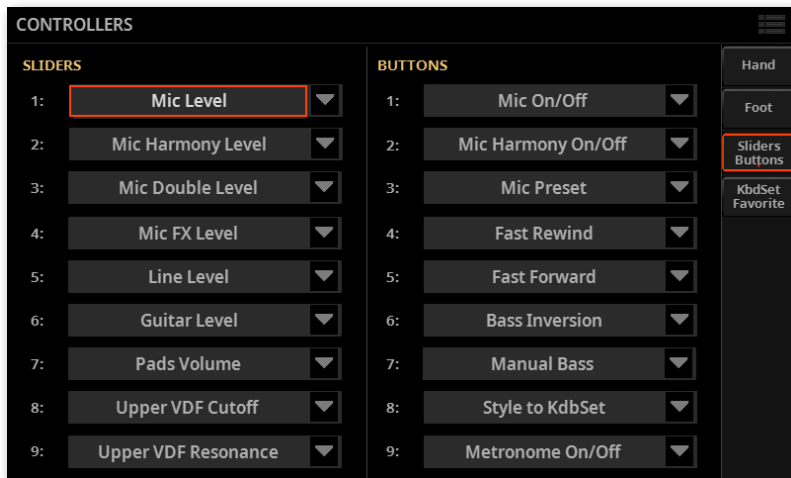 CONTROLLERS
SLIDERS
1: Mic Level
2: Mic Harmony Level
3: Mic Double Level
4: Mic FX Level
5: Line Level
6: Guitar Level
7: Pads Volume
8: Upper VDF Cutoff
9: Upper VDF Resonance
BUTTONS
1: Mic On/Off
2: Mic Harmony On/Off
3: Mic Preset
4: Fast Rewind
5: Fast Forward
6: Bass Inversion
7: Manual Bass
8: Style to KdbSet
9: Metronome On/Off
Hand
Foot
Sliders
Buttons
KbdSet
Favorite